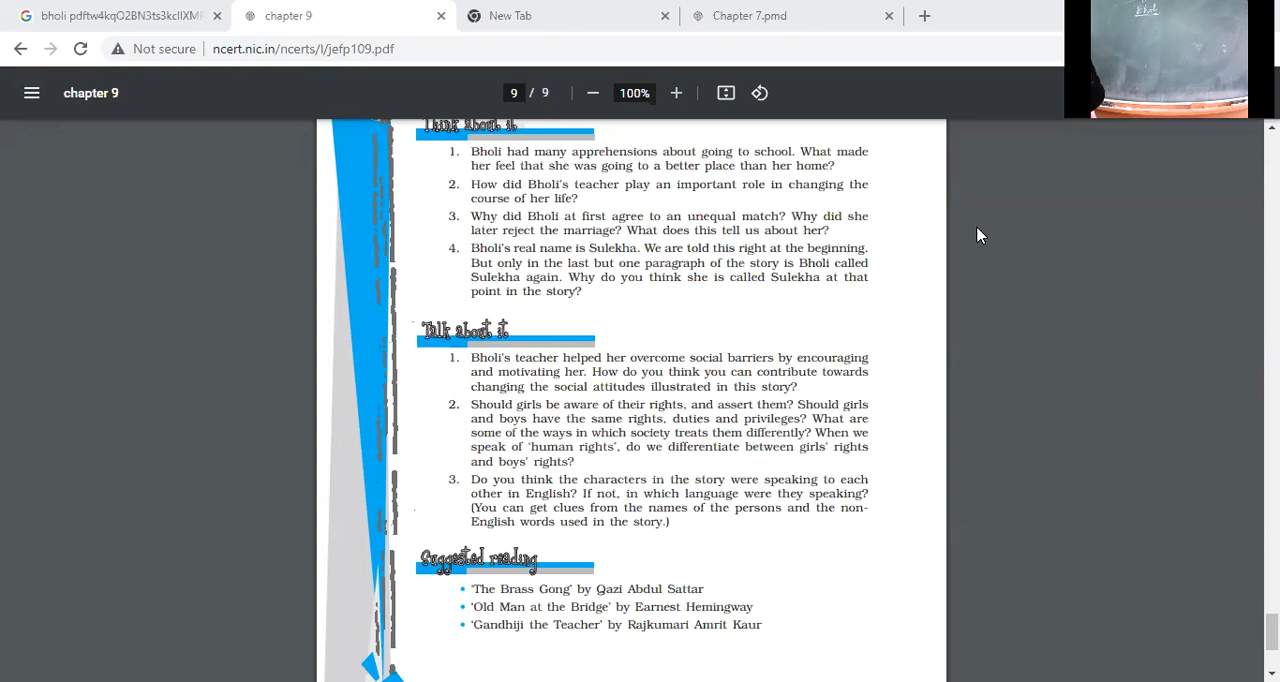 bholi pdftw4kqO2BN3ts3kclIXMF
chapter 9
New Tab
Chapter 7.pmd
Not secure
ncert.nic.in/ncerts/l/jefp109.pdf
chapter 9
9 / 9
100%
Think about it
1. Bholi had many apprehensions about going to school. What made
her feel that she was going to a better place than her home?
2. How did Bholi's teacher play an important role in changing the
course of her life?
3. Why did Bholi at first agree to an unequal match? Why did she
later reject the marriage? What does this tell us about her?
4. Bholi's real name is Sulekha. We are told this right at the beginning.
But only in the last but one paragraph of the story is Bholi called
Sulekha again. Why do you think she is called Sulekha at that
point in the story?
Talk about it
1. Bholi's teacher helped her overcome social barriers by encouraging
and motivating her. How do you think you can contribute towards
changing the social attitudes illustrated in this story?
2. Should girls be aware of their rights, and assert them? Should girls
and boys have the same rights, duties and privileges? What are
some of the ways in which society treats them differently? When we
speak of 'human rights', do we differentiate between girls' rights
and boys' rights?
3. Do you think the characters in the story were speaking to each
other in English? If not, in which language were they speaking?
(You can get clues from the names of the persons and the non-
English words used in the story.)
Suggested reading
• 'The Brass Gong' by Qazi Abdul Sattar
• 'Old Man at the Bridge' by Earnest Hemingway
• 'Gandhiji the Teacher' by Rajkumari Amrit Kaur